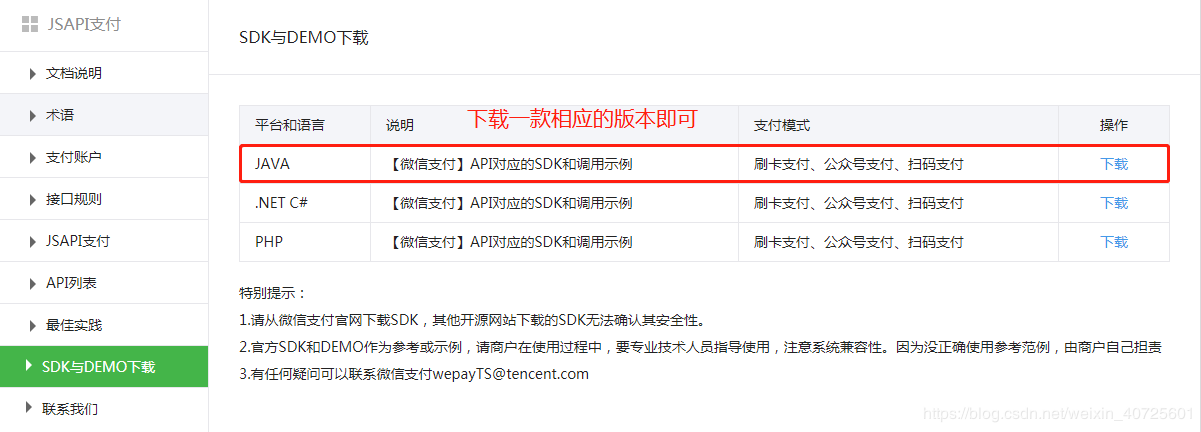 JSAPI支付
文档说明
术语
支付账户
接口规则
JSAPI支付
API列表
最佳实践
SDK与DEMO下载
联系我们
SDK与DEMO下载
下载一款相应的版本即可
平台和语言 说明 支付模式 操作
JAVA 【微信支付】API对应的SDK和调用示例 刷卡支付、公众号支付、扫码支付 下载
.NET C# 【微信支付】API对应的SDK和调用示例 刷卡支付、公众号支付、扫码支付 下载
PHP 【微信支付】API对应的SDK和调用示例 刷卡支付、公众号支付、扫码支付 下载
特别提示：
1.请从微信支付官网下载SDK，其他开源网站下载的SDK无法确认其安全性。
2.官方SDK和DEMO作为参考或示例，请商户在使用过程中，要专业技术人员指导使用，注意系统兼容性。因为没正确使用参考范例，由商户自己担责
3.有任何疑问可以联系微信支付wepayTS@tencent.com
https://blog.csdn.net/weixin_40725601